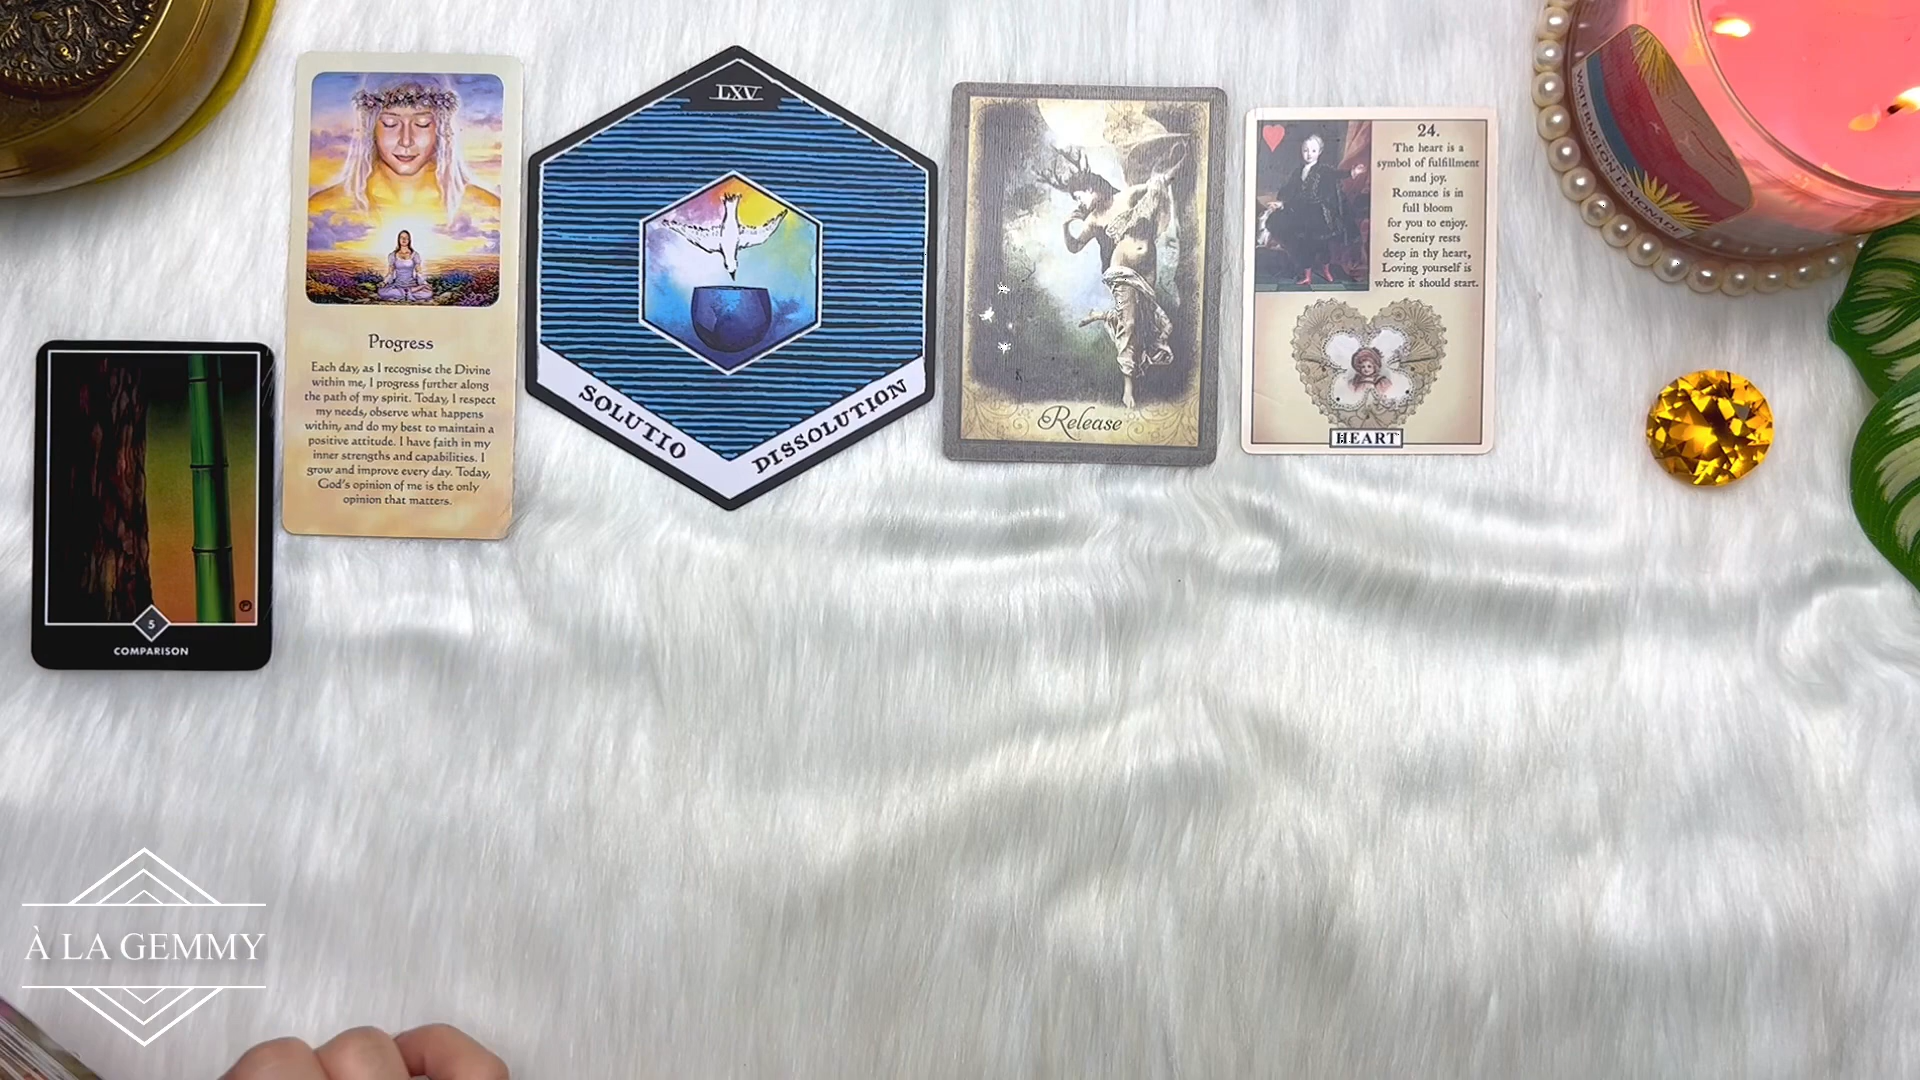 5
COMPARISON
Progress
Each day, as I recognise the Divine
within me, I progress further along
the path of my spirit. Today, I respect
my needs, observe what happens
within, and do my best to maintain a
positive attitude. I have faith in my
inner strengths and capabilities. I
grow and improve every day. Today,
God's opinion of me is the only
opinion that matters.
LXV
SOLUTIO
DISSOLUTION
Release
24.
The heart is a
symbol of fulfillment
and joy.
Romance is in
full bloom
for you to enjoy.
Serenity rests
deep in thy heart,
Loving yourself is
where it should start.
HEART
WATERMELON LEMONADE
À LA GEMMY